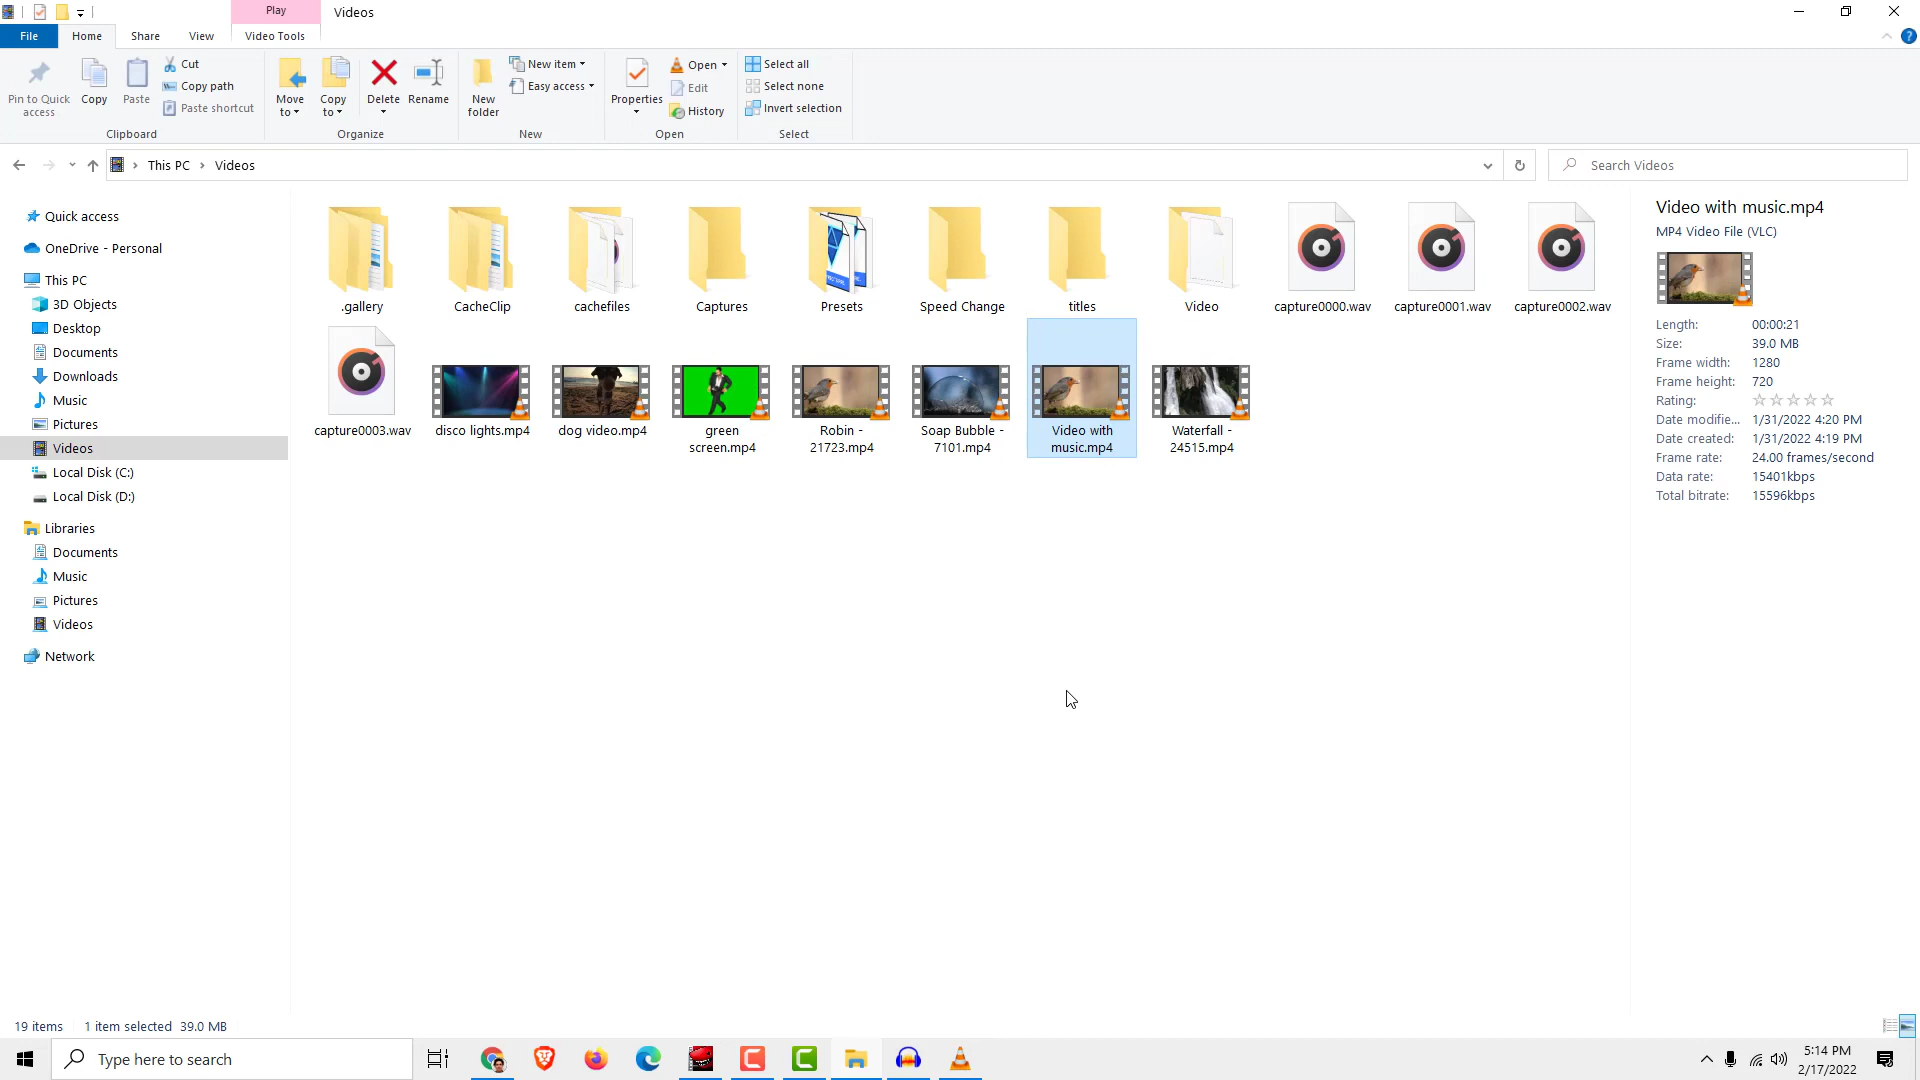 Play
Videos
File
Home
Share
View
Video Tools
Pin to Quick
access
Copy
Paste
Cut
Copy path
Paste shortcut
Clipboard
Move
to
Copy
to
Delete
Rename
Organize
New
folder
New item
Easy access
New
Properties
Open
Edit
History
Open
Select all
Select none
Invert selection
Select
This PC
Videos
Search Videos
Quick access
OneDrive - Personal
This PC
3D Objects
Desktop
Documents
Downloads
Music
Pictures
Videos
Local Disk (C:)
Local Disk (D:)
Libraries
Documents
Music
Pictures
Videos
Network
.gallery
CacheClip
cachefiles
Captures
Presets
Speed Change
titles
Video
capture0000.wav
capture0001.wav
capture0002.wav
capture0003.wav
disco lights.mp4
dog video.mp4
green
screen.mp4
Robin -
21723.mp4
Soap Bubble -
7101.mp4
Video with
music.mp4
Waterfall -
24515.mp4
Video with music.mp4
MP4 Video File (VLC)
Length: 00:00:21
Size: 39.0 MB
Frame width: 1280
Frame height: 720
Rating:
Date modifie... 1/31/2022 4:20 PM
Date created: 1/31/2022 4:19 PM
Frame rate: 24.00 frames/second
Data rate: 15401kbps
Total bitrate: 15596kbps
19 items
1 item selected 39.0 MB
Type here to search
5:14 PM
2/17/2022